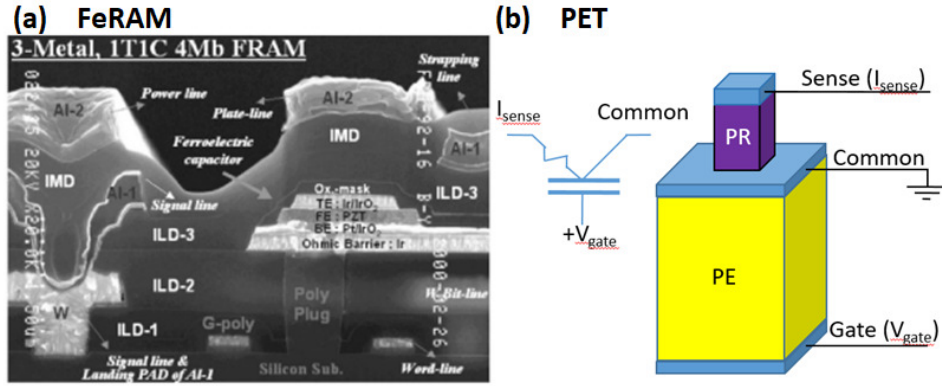 (a) FeRAM
3-Metal, 1T1C 4Mb FRAM
Strapping
line
Al-2
Power line
Plate-line
Al-2
Ferroelectric
capacitor
IMD
IMD
Al-1
Al-1
Signal line
Ox.-mask
TE : Ir/IrO2
FE : PZT
BE : Pt/IrO2
Ohmic Barrier : Ir
ILD-3
ILD-3
ILD-2
Poly
Plug
W-Bit-line
W
ILD-1
G-poly
Signal line &
Landing PAD of Al-1
Silicon Sub.
Word-line
(b) PET
Isense
Common
+Vgate
Sense (Isense)
PR
Common
PE
Gate (Vgate)